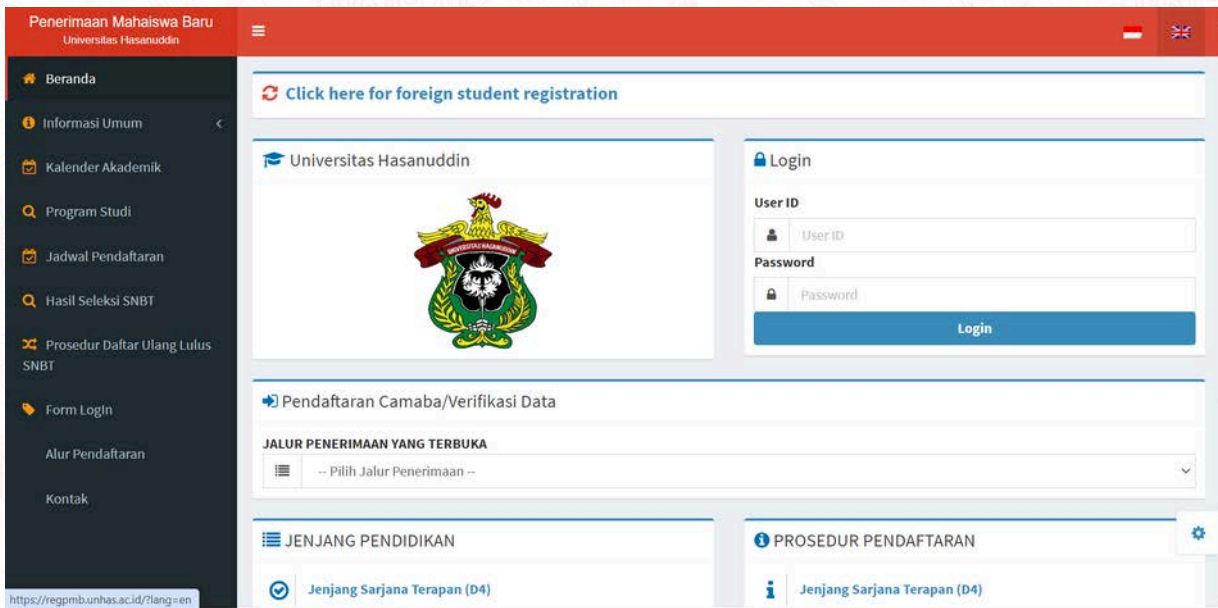 Penerimaan Mahaiswa Baru
Universitas Hasanuddin
Beranda
Informasi Umum
Kalender Akademik
Program Studi
Jadwal Pendaftaran
Hasil Seleksi SNBT
Prosedur Daftar Ulang Lulus
SNBT
Form LogIn
Alur Pendaftaran
Kontak
https://regpmb.unhas.ac.id/?lang=en
Click here for foreign student registration
Universitas Hasanuddin
UNIVERSITAS HASANUDDIN
Login
User ID
User ID
Password
Password
Login
Pendaftaran Camaba/Verifikasi Data
JALUR PENERIMAAN YANG TERBUKA
-- Pilih Jalur Penerimaan --
JENJANG PENDIDIKAN
Jenjang Sarjana Terapan (D4)
PROSEDUR PENDAFTARAN
Jenjang Sarjana Terapan (D4)